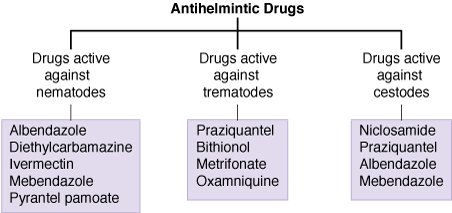 Antihelmintic Drugs
Drugs active
against
nematodes
Albendazole
Diethylcarbamazine
Ivermectin
Mebendazole
Pyrantel pamoate
Drugs active
against
trematodes
Praziquantel
Bithionol
Metrifonate
Oxamniquine
Drugs active
against
cestodes
Niclosamide
Praziquantel
Albendazole
Mebendazole